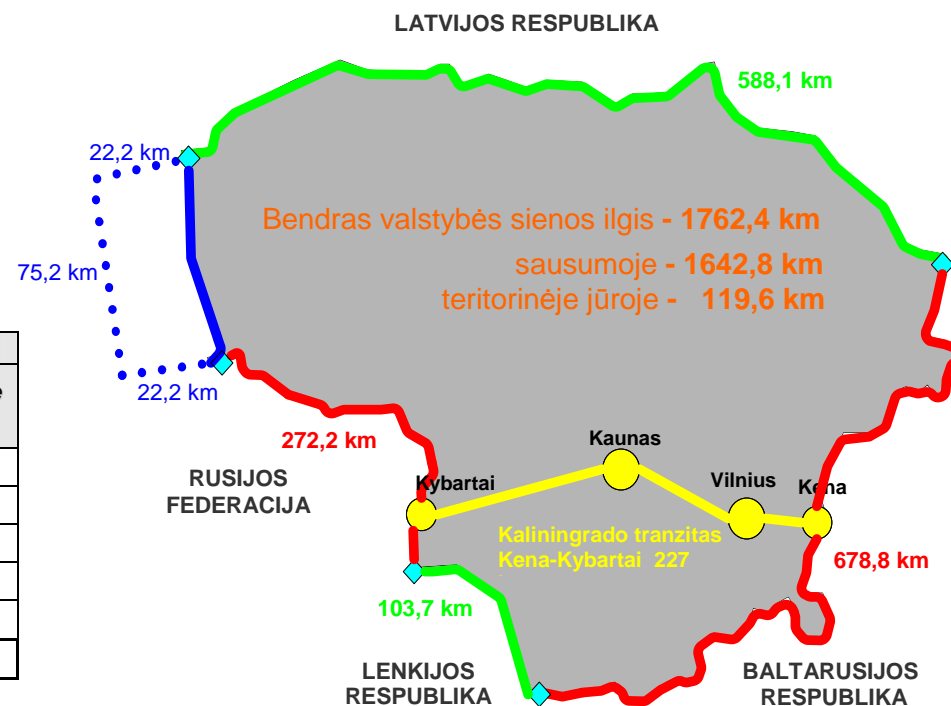 LATVIJOS RESPUBLIKA
588,1 km
22,2 km
Bendras valstybės sienos ilgis - 1762,4 km
sausumoje - 1642,8 km
75,2 km
teritorinėje jūroje - 119,6 km
22,2 km
272,2 km
Kaunas
RUSIJOS
FEDERACIJA
Kybartai
Vilnius
Kena
Kaliningrado tranzitas
Kena-Kybartai 227
678,8 km
103,7 km
LENKIJOS
RESPUBLIKA
BALTARUSIJOS
RESPUBLIKA